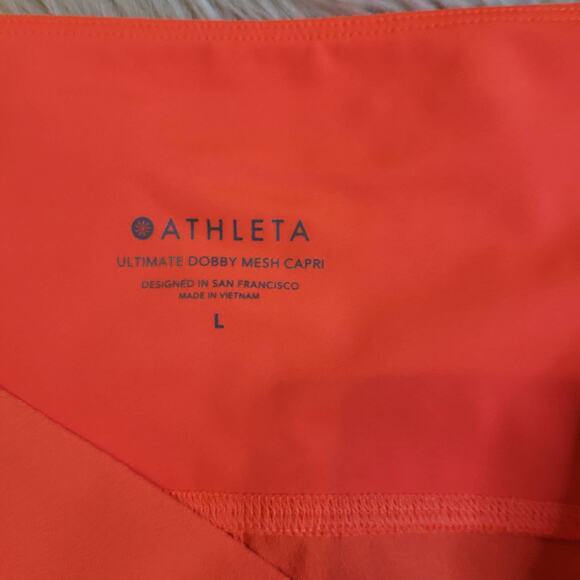 ATHLETA
ULTIMATE DOBBY MESH CAPRI
DESIGNED IN SAN FRANCISCO
MADE IN VIETNAM
L